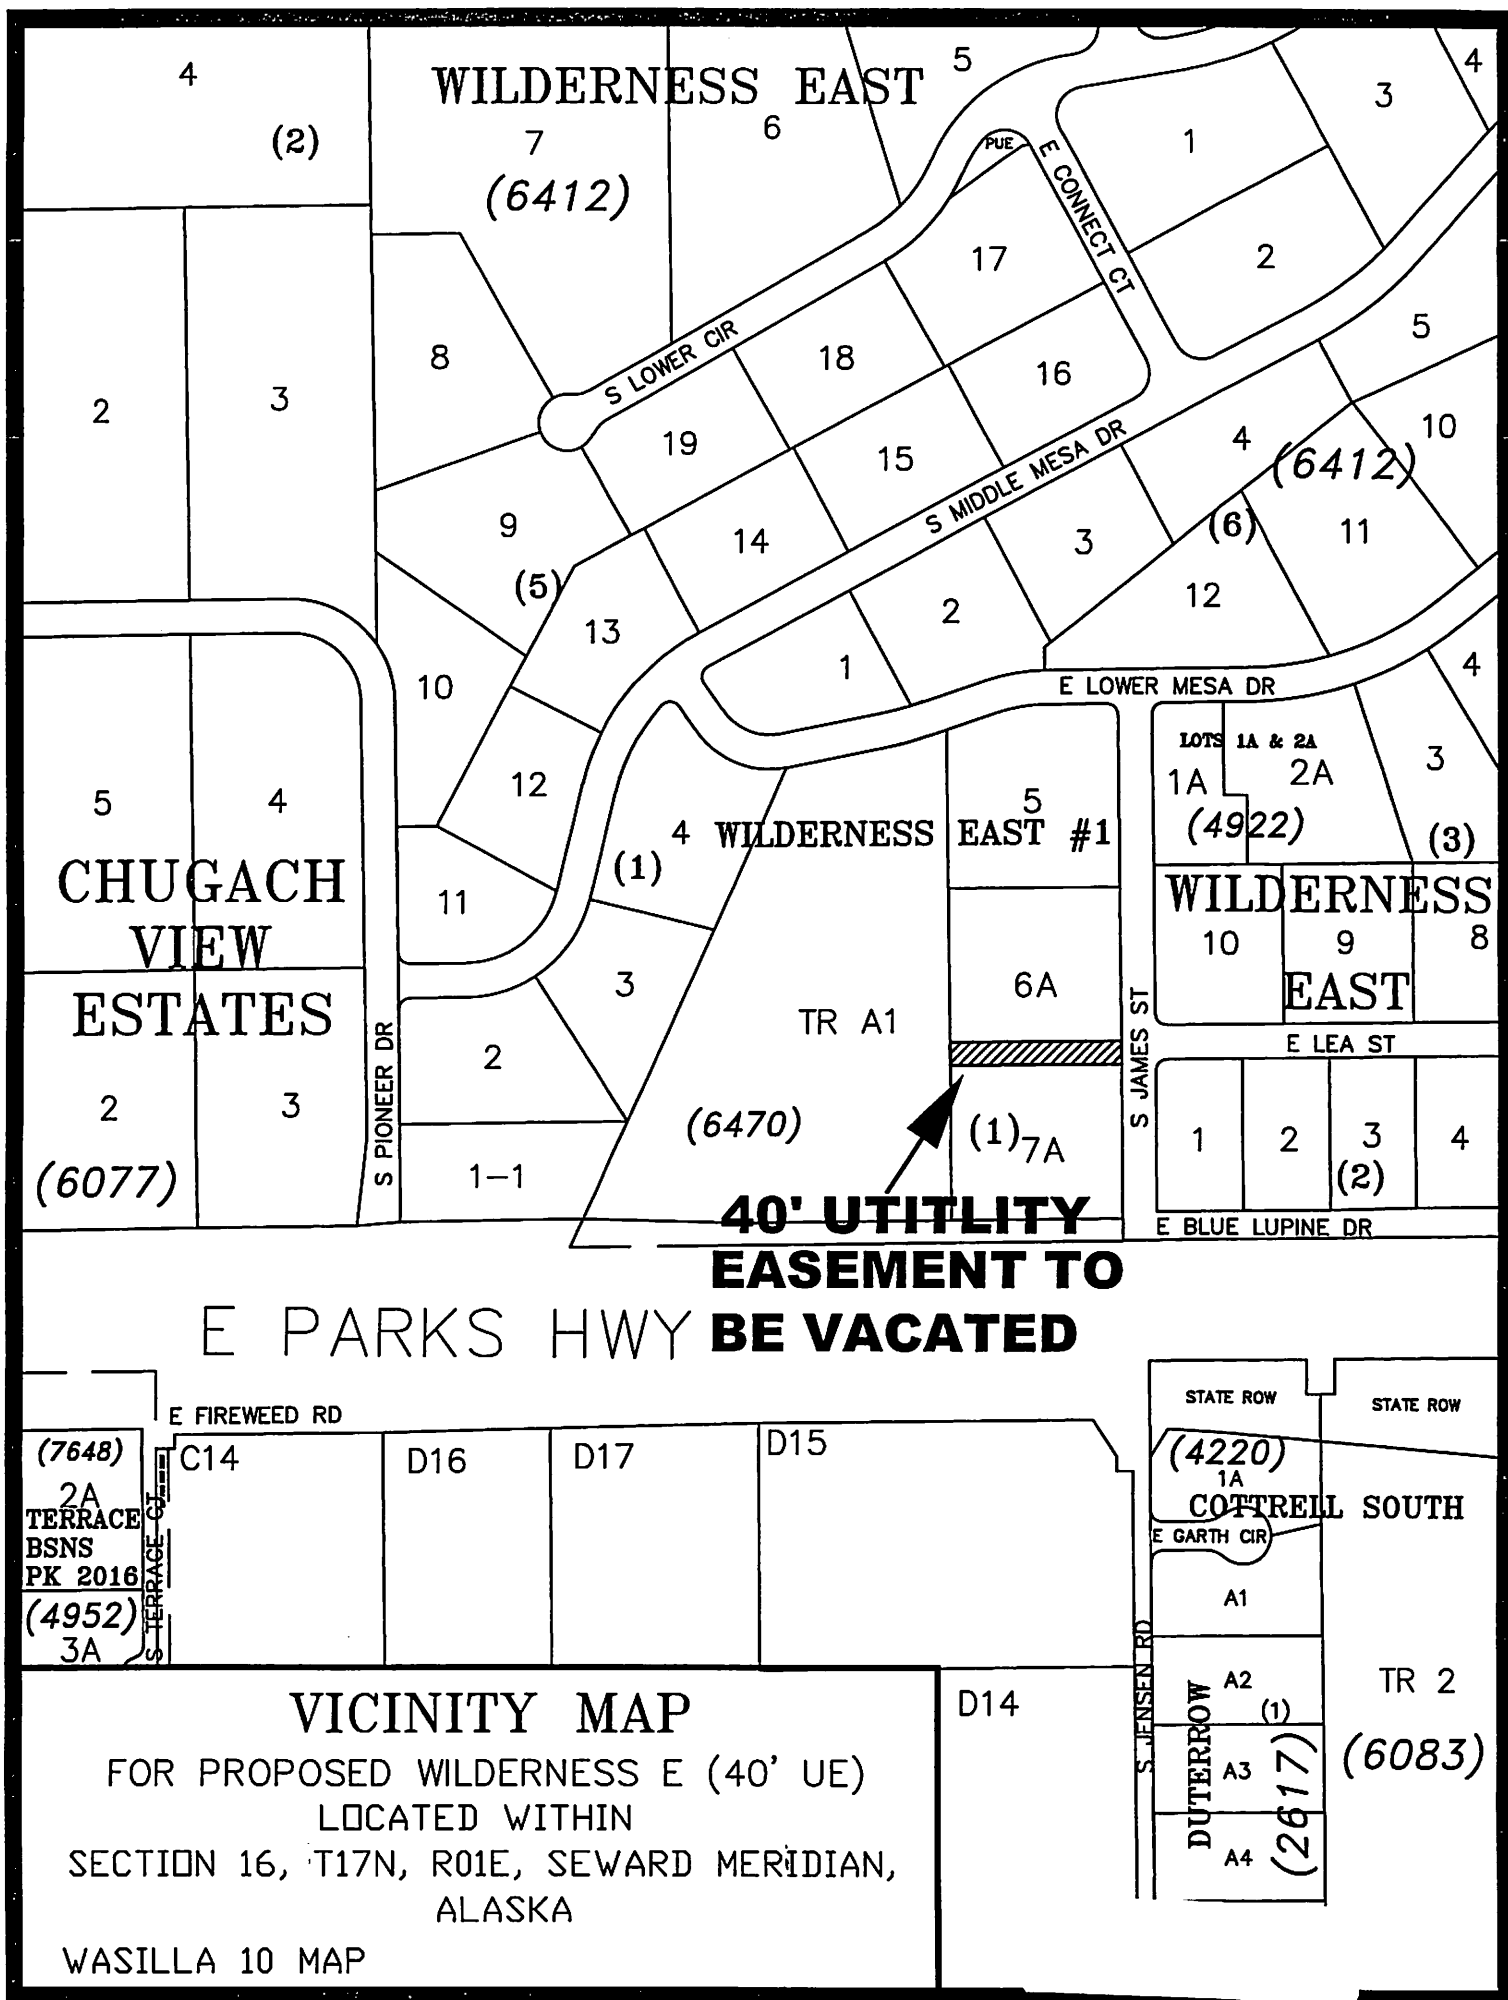 4
WILDERNESS EAST
5
3
4
(2)
7
6
PUE
1
(6412)
E CONNECT CT
17
2
2
3
8
S LOWER CIR
18
16
5
19
15
S MIDDLE MESA DR
4
10
(6412)
9
14
3
(6)
11
(5)
13
2
12
10
1
E LOWER MESA DR
4
5
4
12
LOTS 1A & 2A
1A
2A
3
4
5
WILDERNESS EAST #1
(4922)
(3)
(1)
CHUGACH
VIEW
ESTATES
11
WILDERNESS
EAST
10
9
8
3
6A
TR A1
S JAMES ST
E LEA ST
S PIONEER DR
2
2
3
(6470)
(1)
7A
1
2
3
4
(2)
(6077)
1-1
40' UTITLITY
EASEMENT TO
BE VACATED
E BLUE LUPINE DR
E PARKS HWY
STATE ROW
STATE ROW
E FIREWEED RD
(7648)
2A
TERRACE
BSNS
PK 2016
(4952)
3A
S TERRACE CT
C14
D16
D17
D15
(4220)
1A
COTTRELL SOUTH
E GARTH CIR
A1
S JENSEN RD
A2
(1)
A3
A4
DUTERROW
(2617)
TR 2
(6083)
D14
VICINITY MAP
FOR PROPOSED WILDERNESS E (40' UE)
LOCATED WITHIN
SECTION 16, T17N, R01E, SEWARD MERIDIAN,
ALASKA
WASILLA 10 MAP